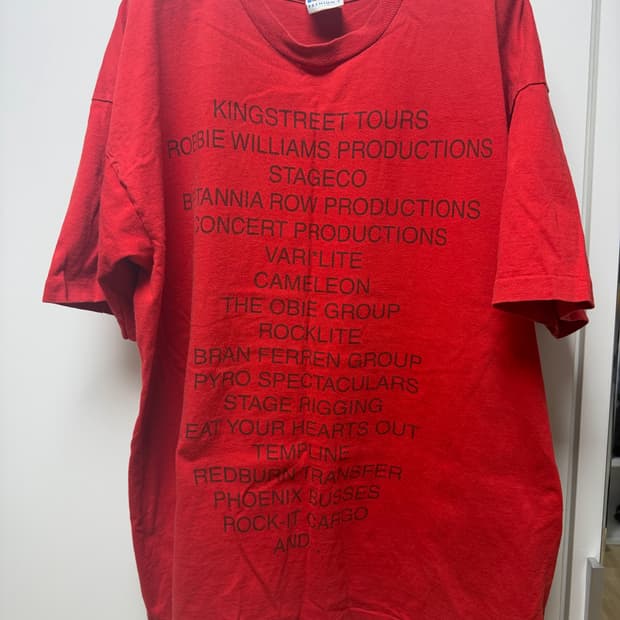 KINGSTREET TOURS
ROBBIE WILLIAMS PRODUCTIONS
STAGECO
BRITANNIA ROW PRODUCTIONS
CONCERT PRODUCTIONS
VARI*LITE
CAMELEON
THE OBIE GROUP
ROCKLITE
BRAN FERREN GROUP
PYRO SPECTACULARS
STAGE RIGGING
EAT YOUR HEARTS OUT
TEMPLINE
REDBURN TRANSFER
PHOENIX BUSSES
ROCK-IT CARGO
AND...